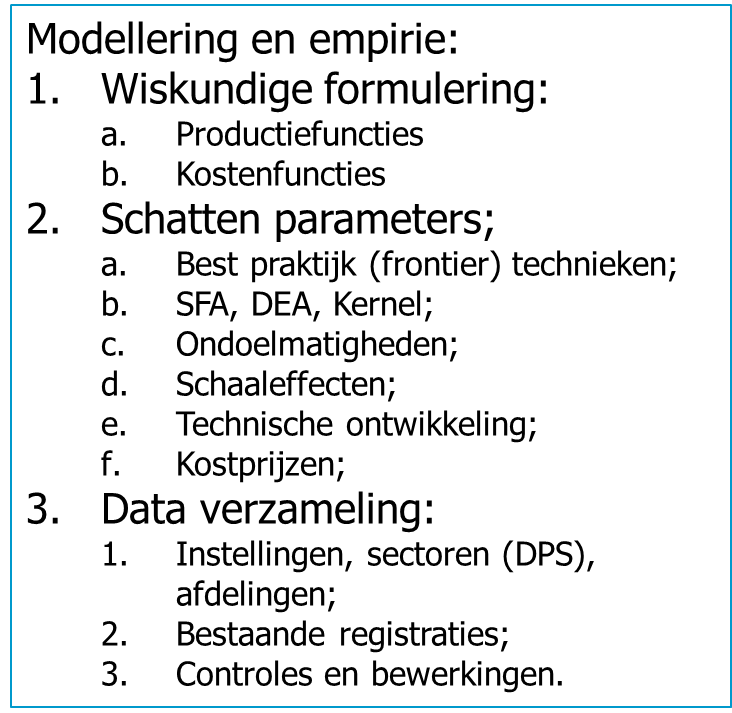 Modellering en empirie:
1. Wiskundige formulering:
a. Productiefuncties
b. Kostenfuncties
2. Schatten parameters;
a. Best praktijk (frontier) technieken;
b. SFA, DEA, Kernel;
c. Ondoelmatigheden;
d. Schaaleffecten;
e. Technische ontwikkeling;
f. Kostprijzen;
3. Data verzameling:
1. Instellingen, sectoren (DPS),
afdelingen;
2. Bestaande registraties;
3. Controles en bewerkingen.